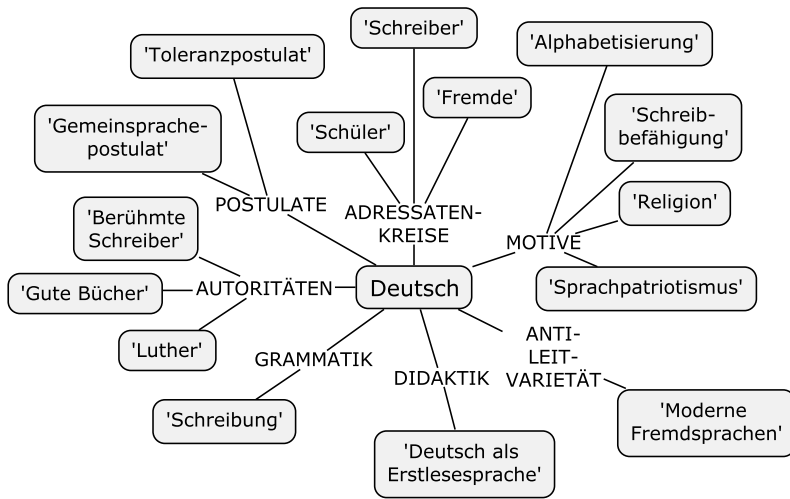 'Schreiber'
'Toleranzpostulat'
'Alphabetisierung'
'Fremde'
'Gemeinsprache-
postulat'
'Schüler'
'Schreib-
befähigung'
POSTULATE
ADRESSATEN-
KREISE
'Religion'
'Berühmte
Schreiber'
MOTIVE
'Gute Bücher'
AUTORITÄTEN
Deutsch
'Sprachpatriotismus'
'Luther'
GRAMMATIK
DIDAKTIK
ANTI-
LEIT-
VARIETÄT
'Schreibung'
'Moderne
Fremdsprachen'
'Deutsch als
Erstlesesprache'